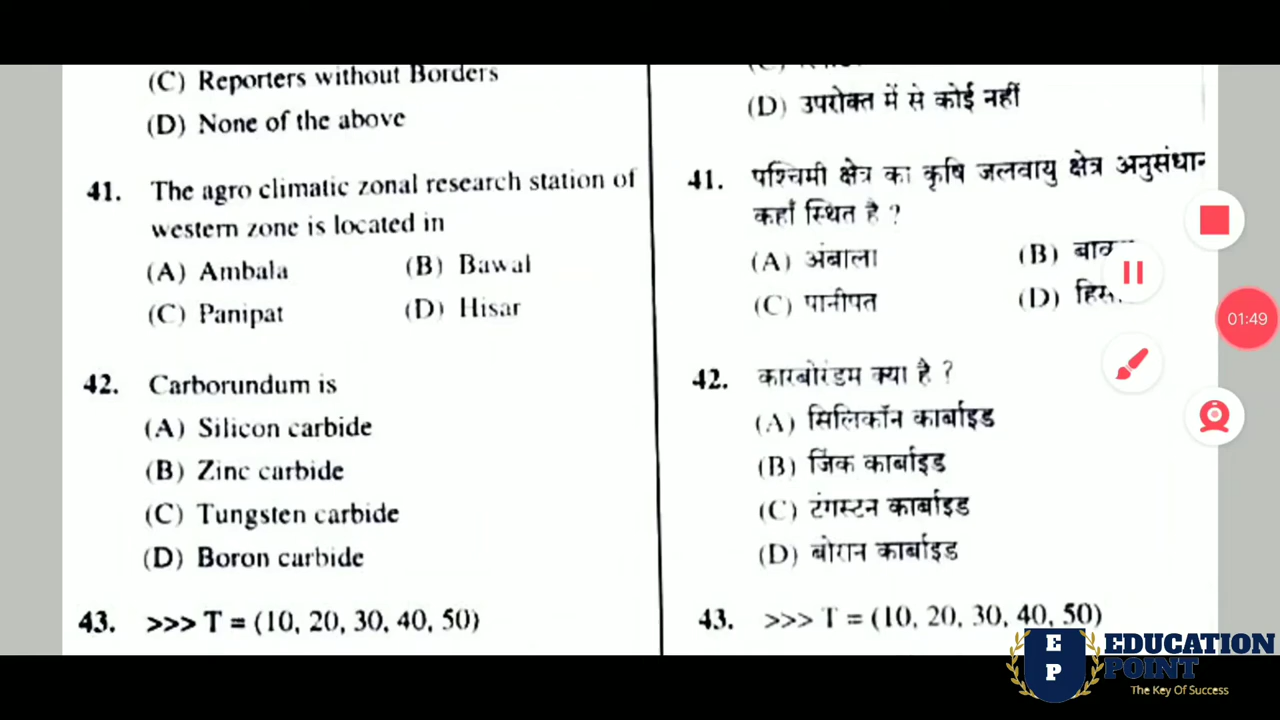 (C) Reporters without Borders
(D) None of the above
41. The agro climatic zonal research station of
western zone is located in
(A) Ambala (B) Bawal
(C) Panipat (D) Hisar
42. Carborundum is
(A) Silicon carbide
(B) Zinc carbide
(C) Tungsten carbide
(D) Boron carbide
43. >>> T = (10, 20, 30, 40, 50)
(D) उपरोक्त में से कोई नहीं
41. पश्चिमी क्षेत्र का कृषि जलवायु क्षेत्र अनुसंधान
कहाँ स्थित है ?
(A) अंबाला (B)
(C) पानीपत (D)
42. कारबोरंडम क्या है ?
(A) सिलिकॉन कार्बाइड
(B) जिंक कार्बाइड
(C) टंगस्टन कार्बाइड
(D) बोरान कार्बाइड
43. >>> T = (10, 20, 30, 40, 50)
01:49
E P
EDUCATION
POINT
The Key Of Success